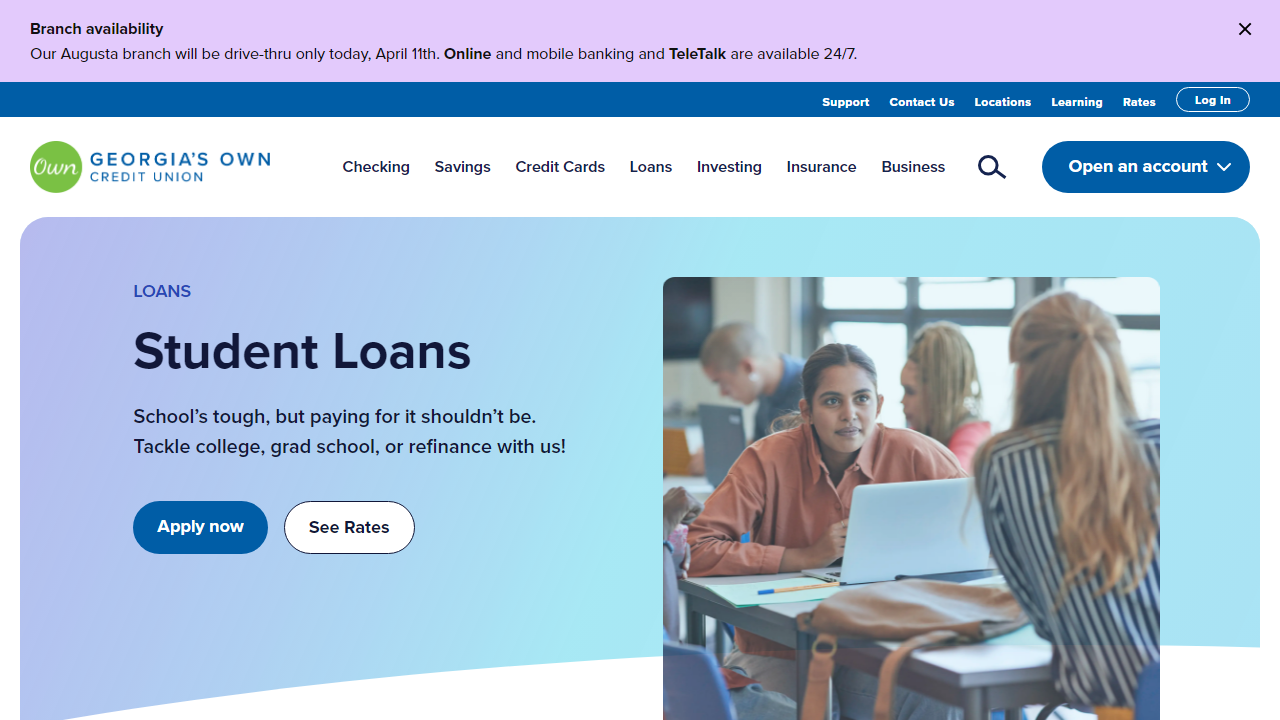 Branch availability
Our Augusta branch will be drive-thru only today, April 11th. Online and mobile banking and TeleTalk are available 24/7.
Support Contact Us Locations Learning Rates Log In
Own GEORGIA'S OWN
CREDIT UNION
Checking Savings Credit Cards Loans Investing Insurance Business Open an account
LOANS
Student Loans
School’s tough, but paying for it shouldn’t be.
Tackle college, grad school, or refinance with us!
Apply now See Rates